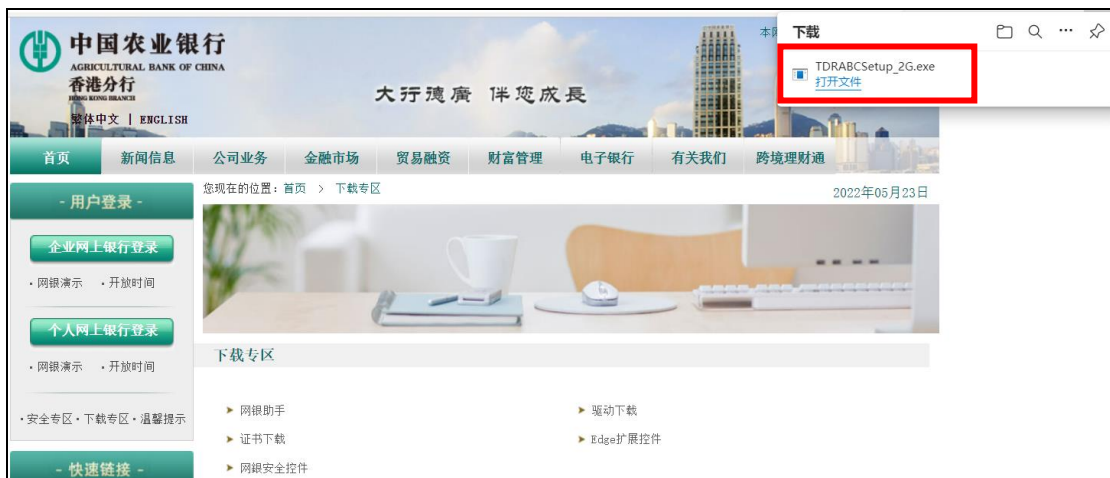 中国农业银行
AGRICULTURAL BANK OF CHINA
香港分行
HONG KONG BRANCH
繁体中文 | ENGLISH
大行德廣 伴您成長
下载
TDRABCSetup_2G.exe
打开文件
首页 新闻信息 公司业务 金融市场 贸易融资 财富管理 电子银行 有关我们 跨境理财通
您现在的位置：首页 > 下载专区
2022年05月23日
- 用户登录 -
企业网上银行登录
·网银演示 ·开放时间
个人网上银行登录
·网银演示 ·开放时间
·安全专区·下载专区·温馨提示
- 快速链接 -
下载专区
网银助手
驱动下载
证书下载
Edge扩展控件
网銀安全控件